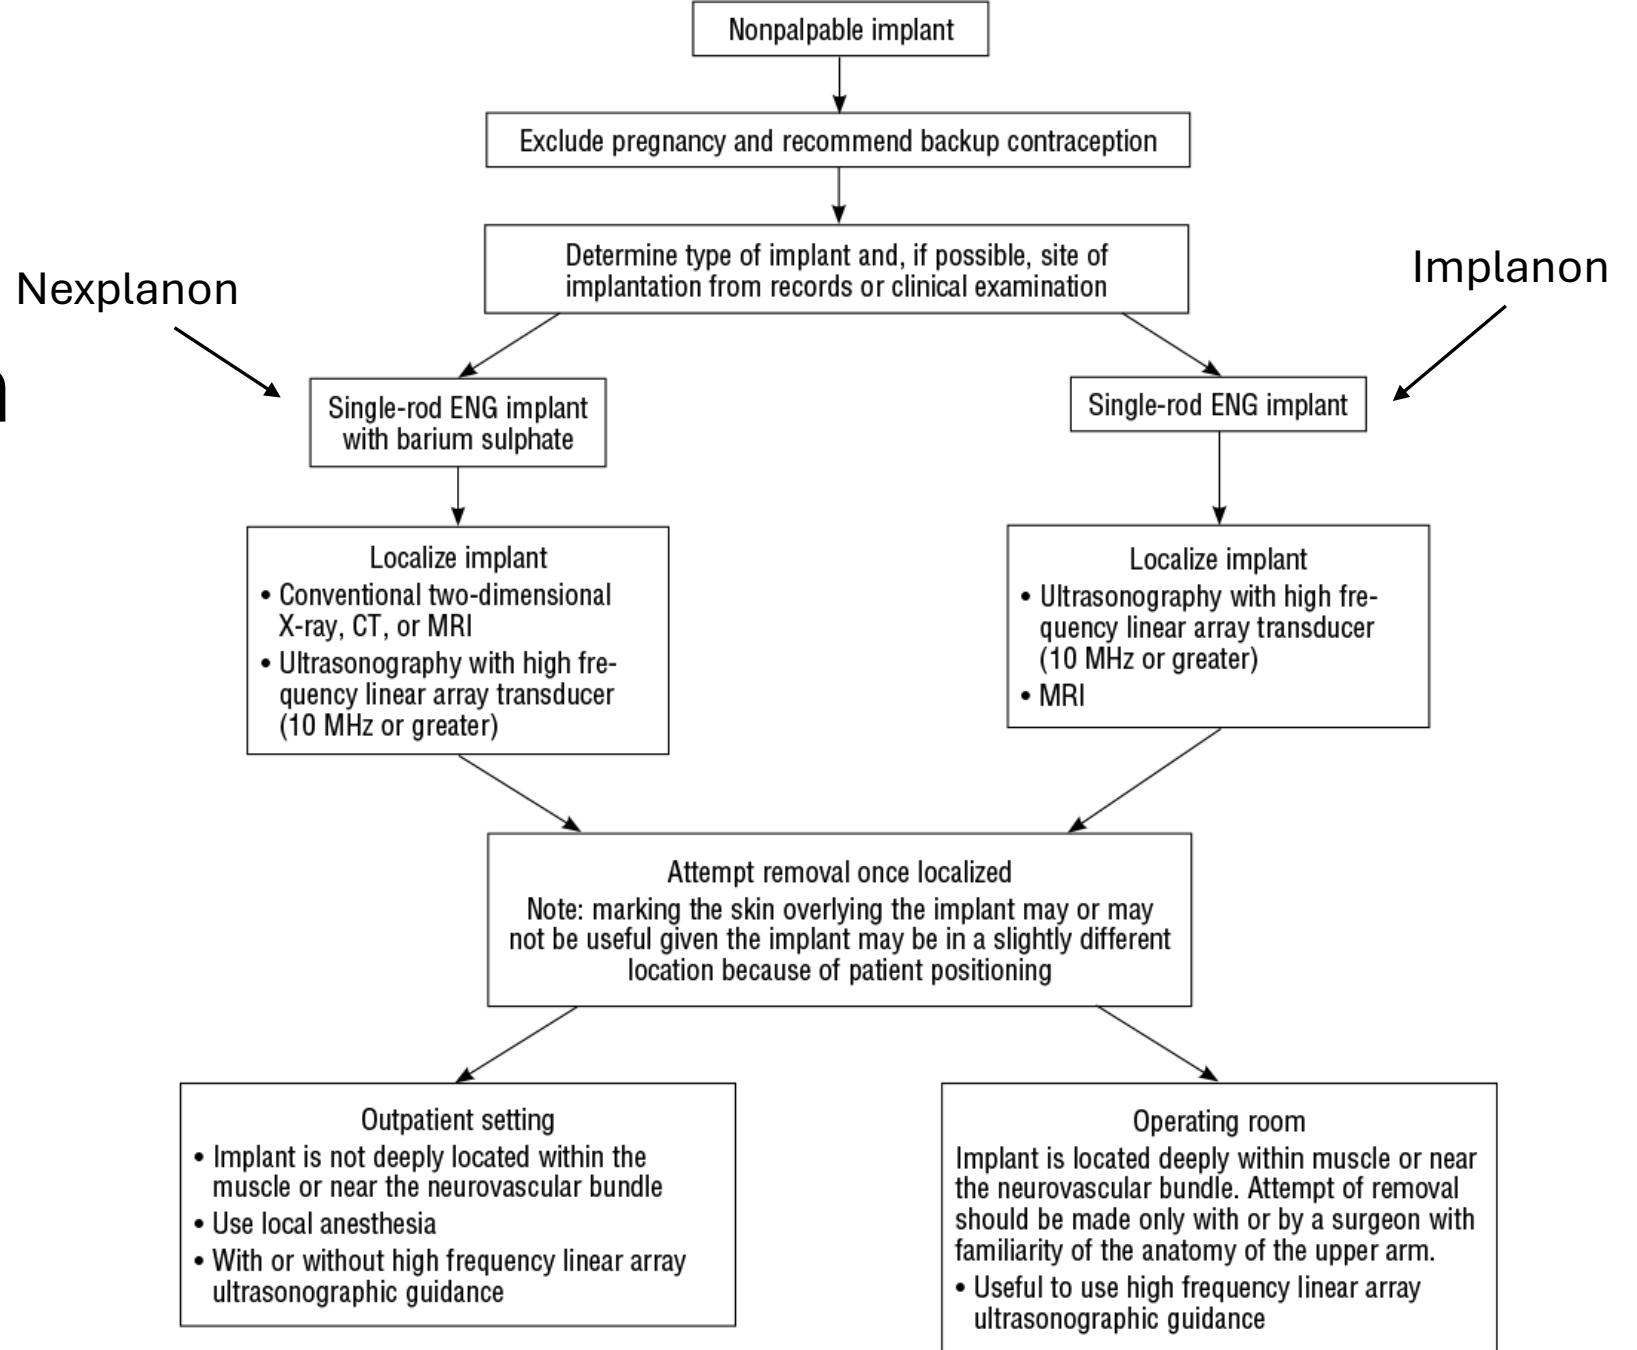 Nonpalpable implant
Exclude pregnancy and recommend backup contraception
Determine type of implant and, if possible, site of
implantation from records or clinical examination
Nexplanon
Implanon
Single-rod ENG implant
with barium sulphate
Single-rod ENG implant
Localize implant
• Conventional two-dimensional
X-ray, CT, or MRI
• Ultrasonography with high fre-
quency linear array transducer
(10 MHz or greater)
Localize implant
• Ultrasonography with high fre-
quency linear array transducer
(10 MHz or greater)
• MRI
Attempt removal once localized
Note: marking the skin overlying the implant may or may
not be useful given the implant may be in a slightly different
location because of patient positioning
Outpatient setting
• Implant is not deeply located within the
muscle or near the neurovascular bundle
• Use local anesthesia
• With or without high frequency linear array
ultrasonographic guidance
Operating room
Implant is located deeply within muscle or near
the neurovascular bundle. Attempt of removal
should be made only with or by a surgeon with
familiarity of the anatomy of the upper arm.
• Useful to use high frequency linear array
ultrasonographic guidance